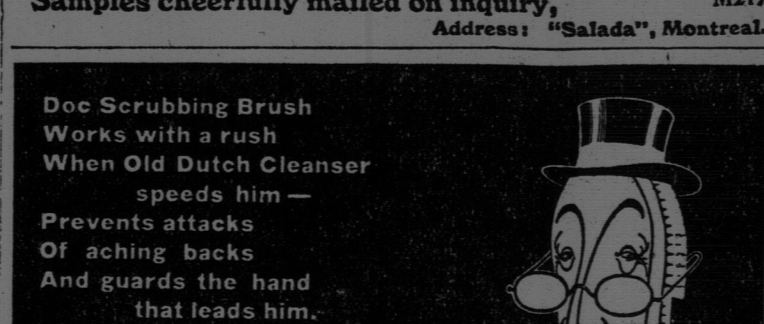 Samples cheerfully mailed on inquiry,
Address: "Salada", Montreal.
Doc Scrubbing Brush
Works with a rush
When Old Dutch Cleanser
speeds him —
Prevents attacks
Of aching backs
And guards the hand
that leads him.